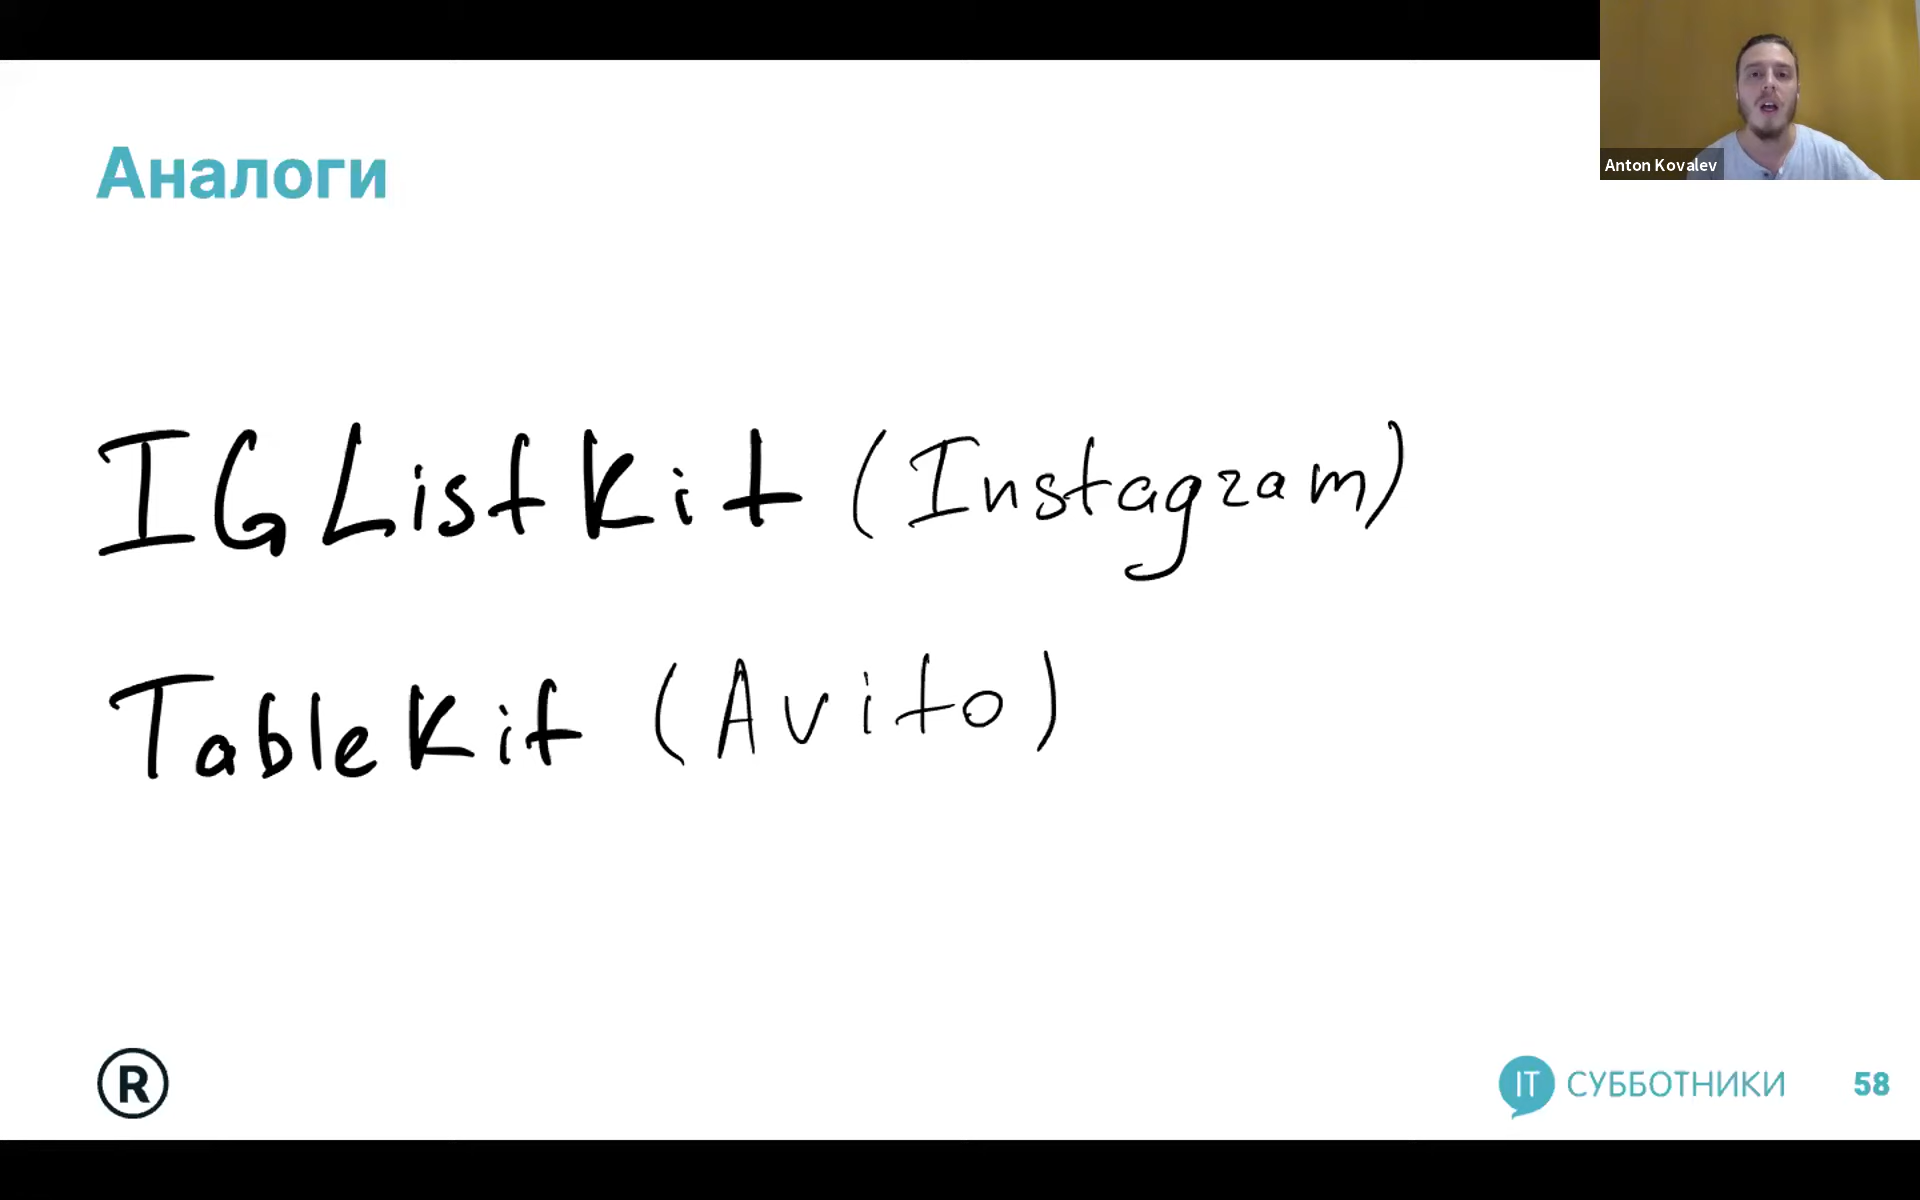 Anton Kovalev
Аналоги
IGListKit (Instagram)
TableKit (Avito)
R
IT СУББОТНИКИ 58